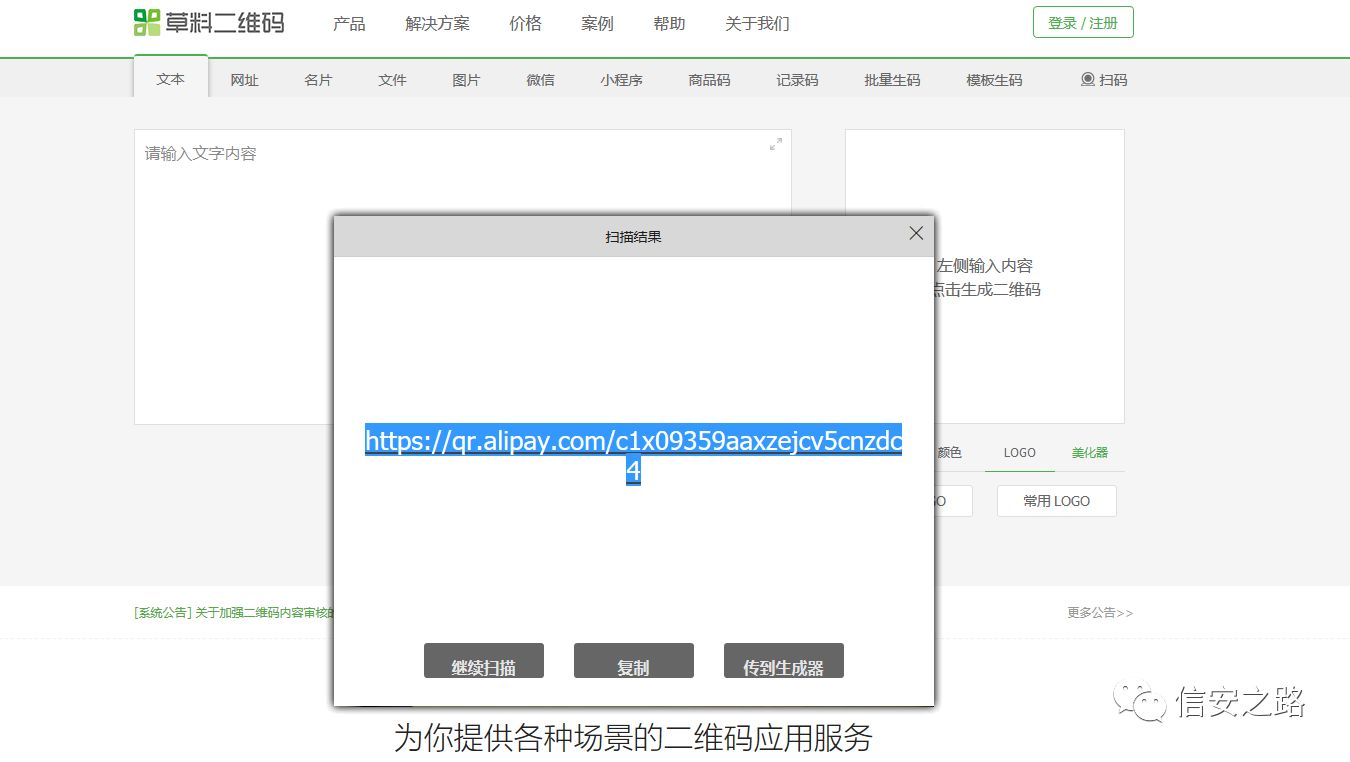 草料二维码 产品 解决方案 价格 案例 帮助 关于我们 登录 / 注册
文本 网址 名片 文件 图片 微信 小程序 商品码 记录码 批量生码 模板生码 扫码
请输入文字内容
扫描结果
左侧输入内容
点击生成二维码
https://qr.alipay.com/c1x09359aaxzejcv5cnzdc
4
颜色 LOGO 美化器
GO 常用 LOGO
[系统公告] 关于加强二维码内容审核的 更多公告>>
继续扫描 复制 传到生成器
信安之路
为你提供各种场景的二维码应用服务